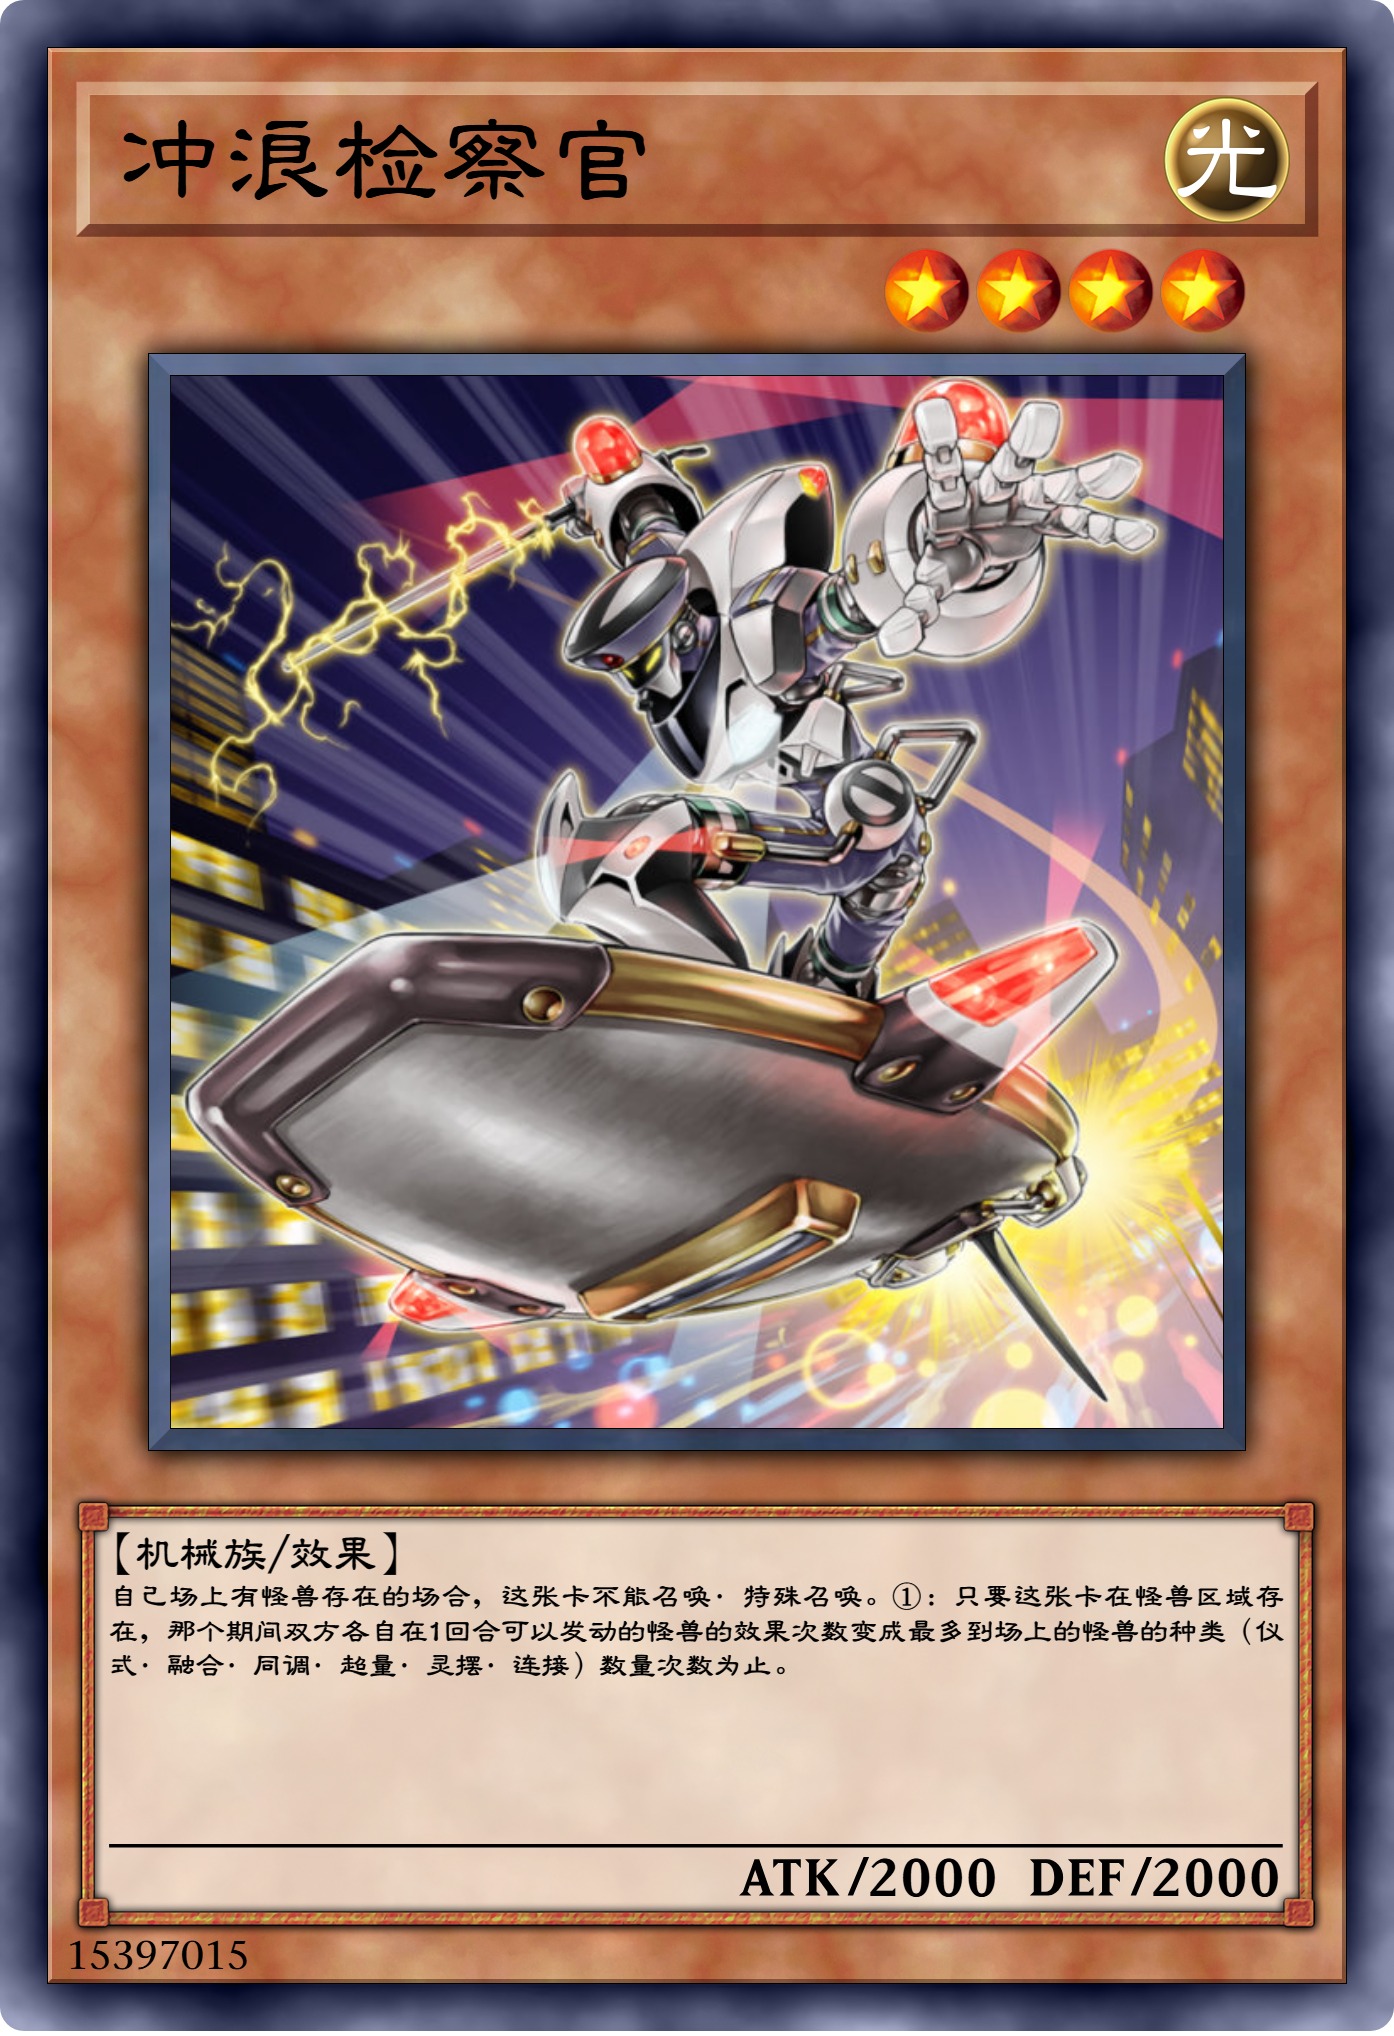 冲浪检察官
光
【机械族/效果】
自己场上有怪兽存在的场合，这张卡不能召唤·特殊召唤。①：只要这张卡在怪兽区域存
在，那个期间双方各自在1回合可以发动的怪兽的效果次数变成最多到场上的怪兽的种类（仪
式·融合·同调·超量·灵摆·连接）数量次数为止。
ATK/2000 DEF/2000
15397015